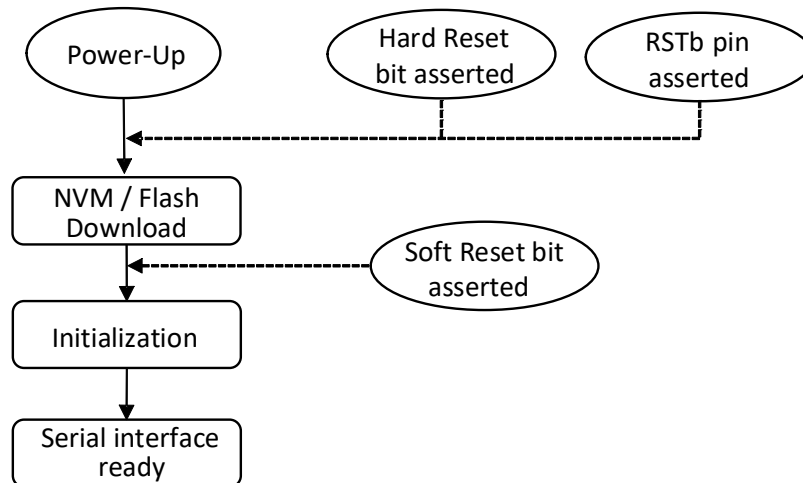 Power-Up
Hard Reset
bit asserted
RSTb pin
asserted
NVM / Flash
Download
Soft Reset bit
asserted
Initialization
Serial interface
ready